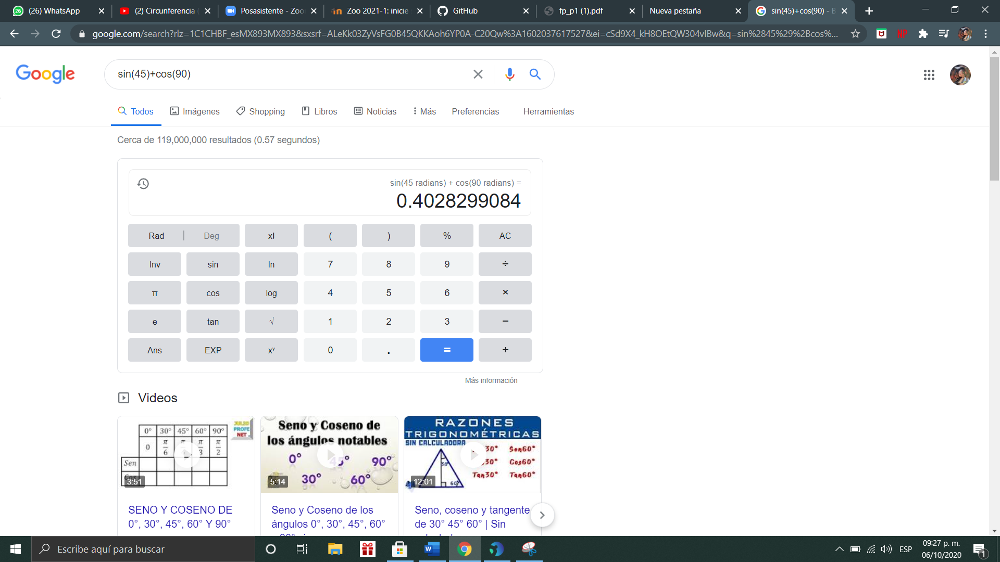 (26) WhatsApp
(2) Circunferencia (
Posasistente - Zoo
Zoo 2021-1: inicie
GitHub
fp_p1 (1).pdf
Nueva pestaña
sin(45)+cos(90) - B
google.com/search?rlz=1C1CHBF_esMX893MX893&sxsrf=ALeKk03ZyVsFG0B45QKKAoh6YP0A-C20Qw%3A1602037617527&ei=cSd9X4_kH8OEtQW304vIBw&q=sin%2845%29%2Bcos%...
Google
sin(45)+cos(90)
Todos Imágenes Shopping Libros Noticias Más Preferencias Herramientas
Cerca de 119,000,000 resultados (0.57 segundos)
sin(45 radians) + cos(90 radians) =
0.4028299084
Rad | Deg x! ( ) % AC
Inv sin ln 7 8 9 ÷
π cos log 4 5 6 ×
e tan √ 1 2 3 −
Ans EXP xʸ 0 . = +
Más información
Videos
0° 30° 45° 60° 90°
0 π/6 π/3 π/2
Sen
Cos
JULIO
PROFE
NET
3:51
SENO Y COSENO DE
0°, 30°, 45°, 60° Y 90°
Seno y Coseno de
los ángulos notables
0° 45° 90°
30° 60°
5:14
Seno y Coseno de los
ángulos 0°, 30°, 45°, 60°
RAZONES
TRIGONOMÉTRICAS
SIN CALCULADORA
30° Sen60°
30° Cos60°
Tan30° Tan60°
30°
60°
12:01
Seno, coseno y tangente
de 30° 45° 60° | Sin
Escribe aquí para buscar
ESP
09:27 p. m.
06/10/2020
1